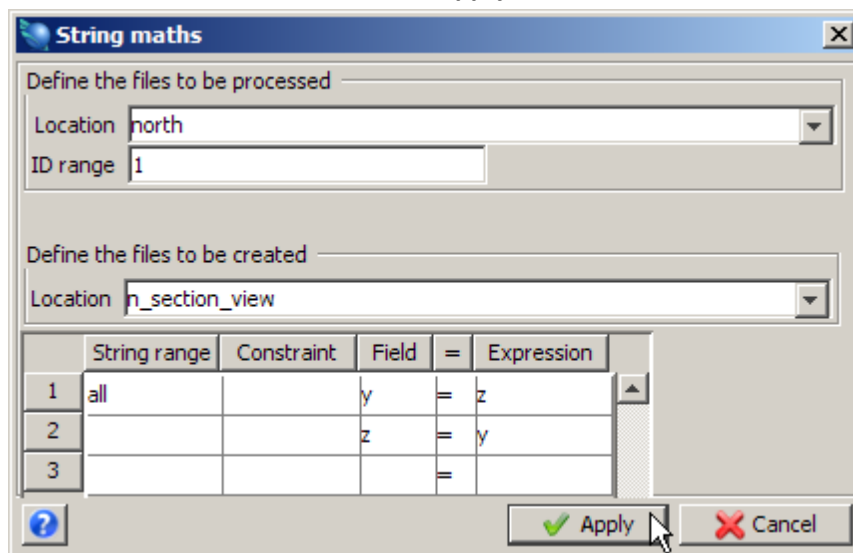 String maths
Define the files to be processed
Location north
ID range 1
Define the files to be created
Location n_section_view
String range Constraint Field = Expression
1 all y = z
2 z = y
3 =
Apply Cancel